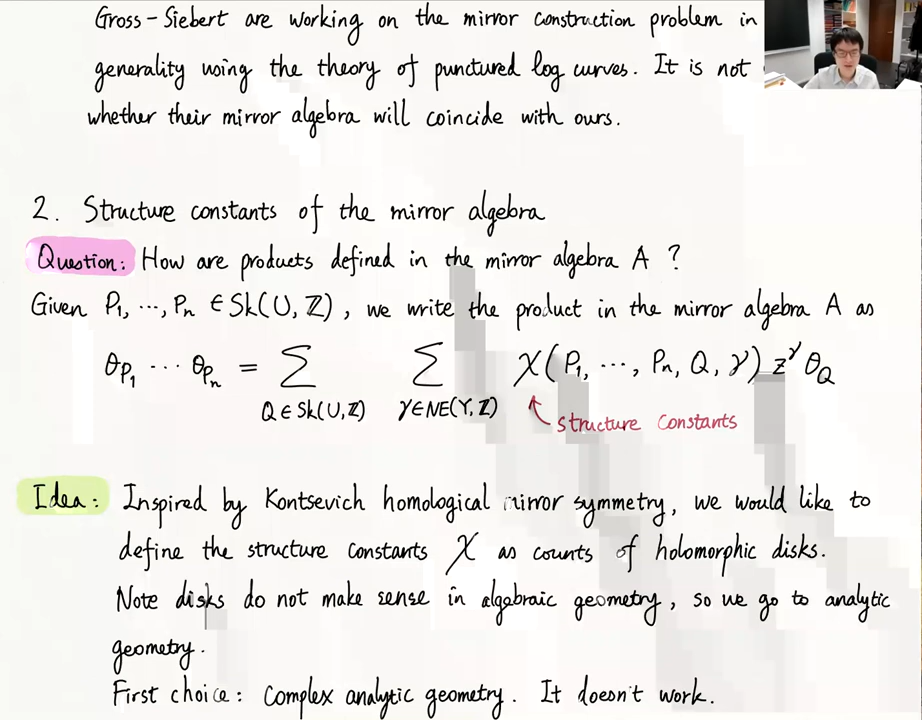 Gross-Siebert are working on the mirror construction problem in
generality using the theory of punctured log curves. It is not
whether their mirror algebra will coincide with ours.
2. Structure constants of the mirror algebra
Question: How are products defined in the mirror algebra A ?
Given P₁, ..., Pₙ ∈ Sk(U, ℤ), we write the product in the mirror algebra A as
θ_P₁ ··· θ_Pₙ = Σ_{Q∈Sk(U,ℤ)} Σ_{γ∈NE(Y,ℤ)} χ(P₁, ..., Pₙ, Q, γ) z^γ θ_Q
structure constants
Idea: Inspired by Kontsevich homological mirror symmetry, we would like to
define the structure constants χ as counts of holomorphic disks.
Note disks do not make sense in algebraic geometry, so we go to analytic
geometry.
First choice: Complex analytic geometry. It doesn't work.